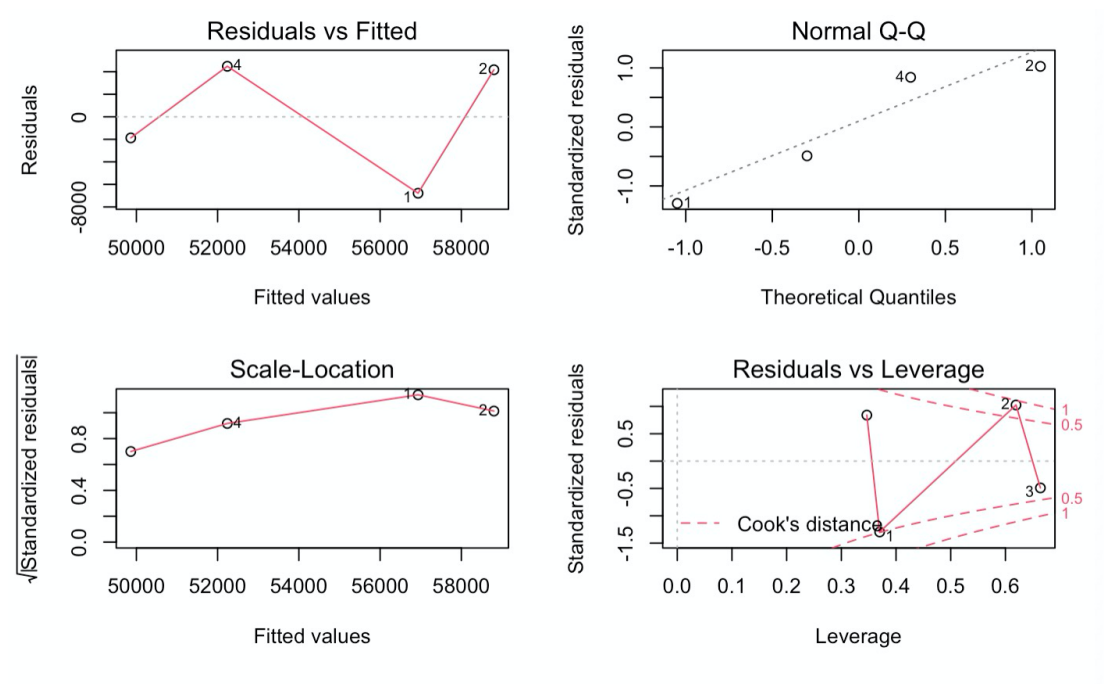 Residuals vs Fitted
Residuals
0
-8000
4
2
1
50000 52000 54000 56000 58000
Fitted values
Normal Q-Q
Standardized residuals
1.0
0.0
-1.0
2
4
1
-1.0 -0.5 0.0 0.5 1.0
Theoretical Quantiles
Scale-Location
√|Standardized residuals|
0.8
0.4
0.0
1
2
4
50000 52000 54000 56000 58000
Fitted values
Residuals vs Leverage
Standardized residuals
0.5
-0.5
-1.5
2
1
0.5
3
0.5
1
Cook's distance
1
0.0 0.1 0.2 0.3 0.4 0.5 0.6
Leverage